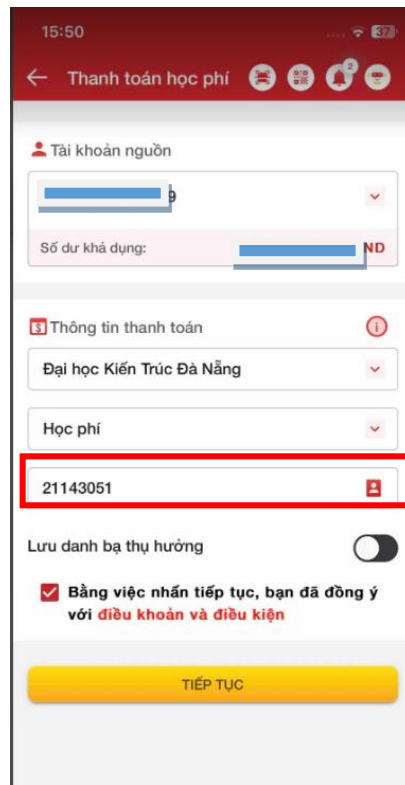 15:50
37
Thanh toán học phí
2
Tài khoản nguồn
9
Số dư khả dụng:
ND
Thông tin thanh toán
Đại học Kiến Trúc Đà Nẵng
Học phí
21143051
Lưu danh bạ thụ hưởng
Bằng việc nhấn tiếp tục, bạn đã đồng ý
với điều khoản và điều kiện
TIẾP TỤC